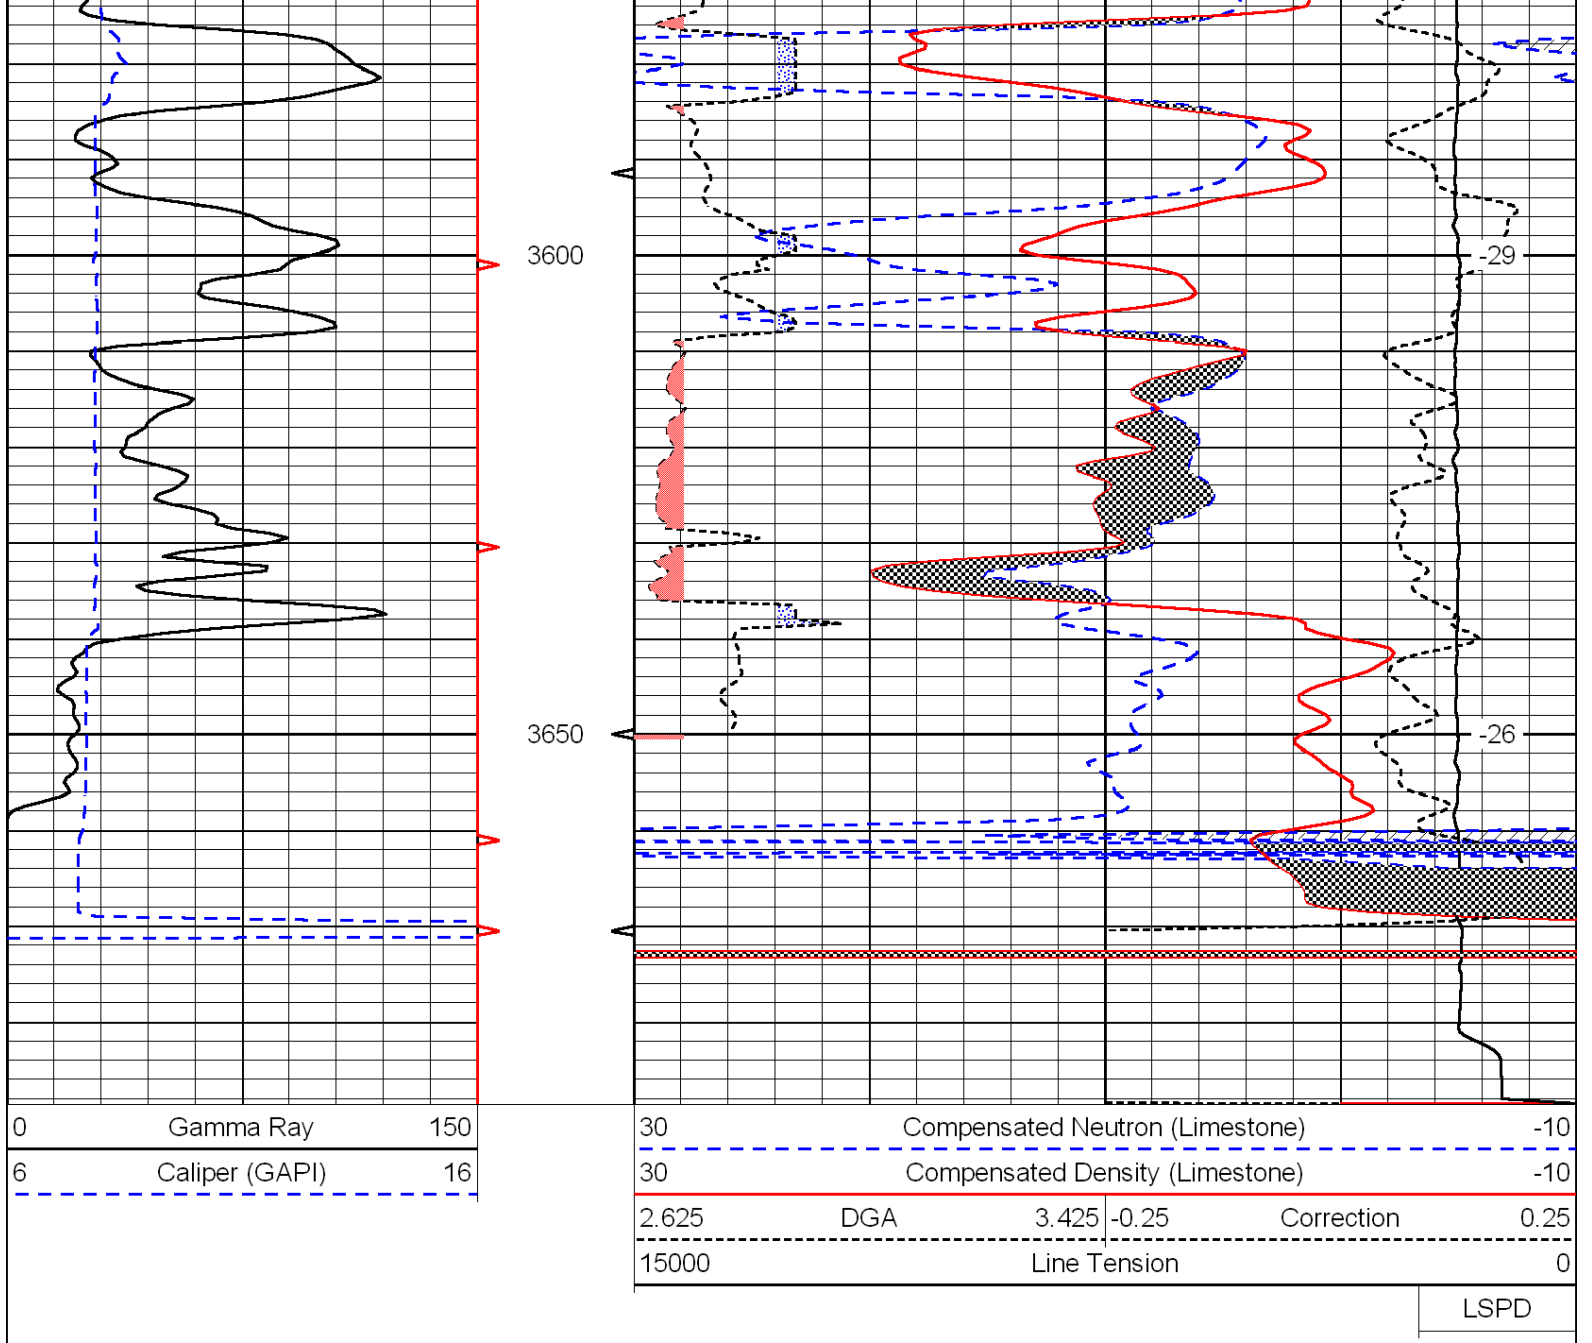 3600
-29
3650
-26
0 Gamma Ray 150
6 Caliper (GAPI) 16
30 Compensated Neutron (Limestone) -10
30 Compensated Density (Limestone) -10
2.625 DGA 3.425 -0.25 Correction 0.25
15000 Line Tension 0
LSPD